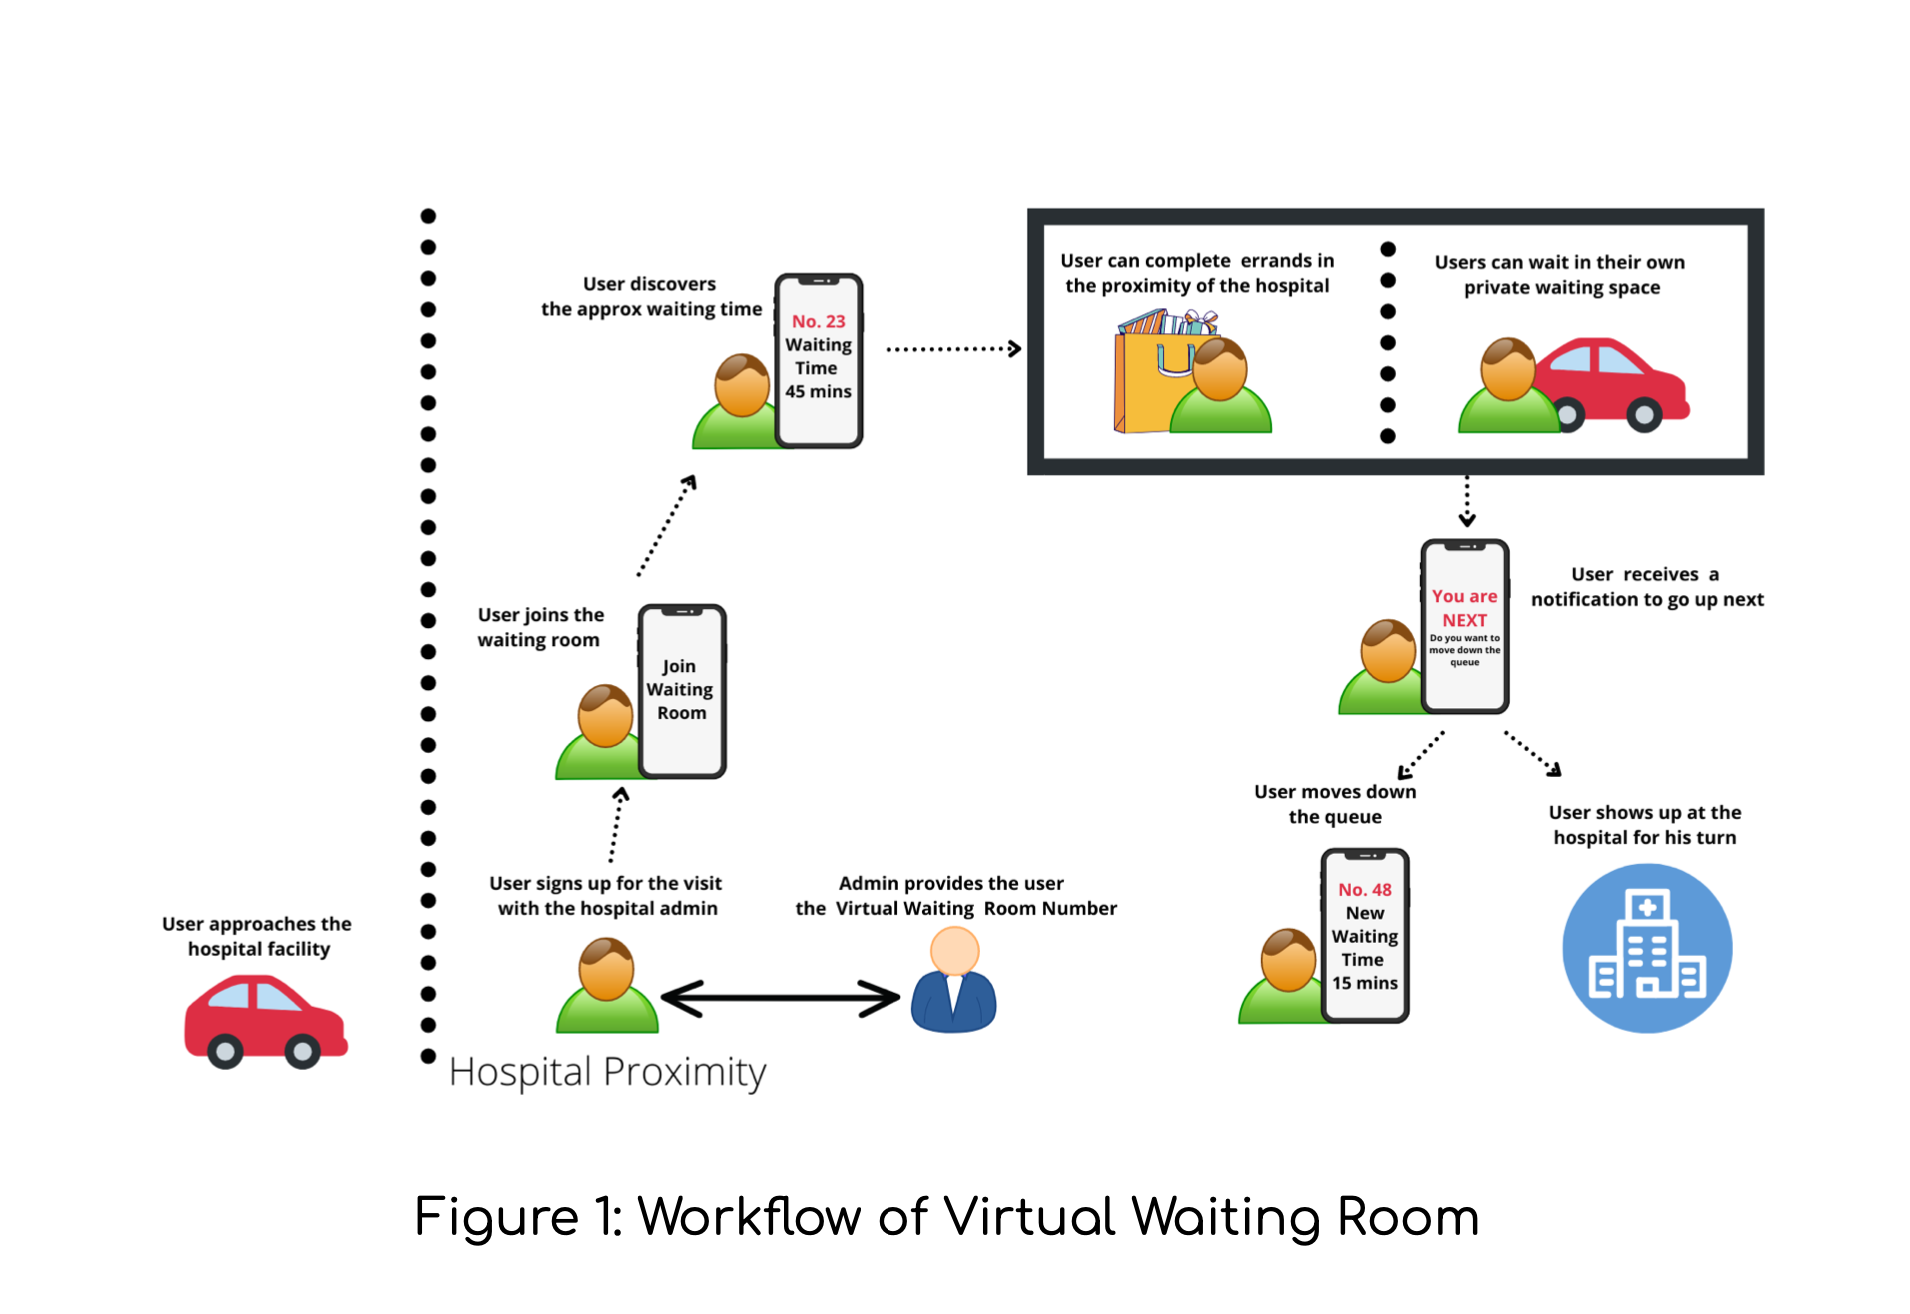 User approaches the
hospital facility
Hospital Proximity
User signs up for the visit
with the hospital admin
Admin provides the user
the Virtual Waiting Room Number
User joins the
waiting room
Join
Waiting
Room
User discovers
the approx waiting time
No. 23
Waiting
Time
45 mins
User can complete errands in
the proximity of the hospital
Users can wait in their own
private waiting space
User receives a
notification to go up next
You are
NEXT
Do you want to
move down the
queue
User moves down
the queue
No. 48
New
Waiting
Time
15 mins
User shows up at the
hospital for his turn
Figure 1: Workflow of Virtual Waiting Room